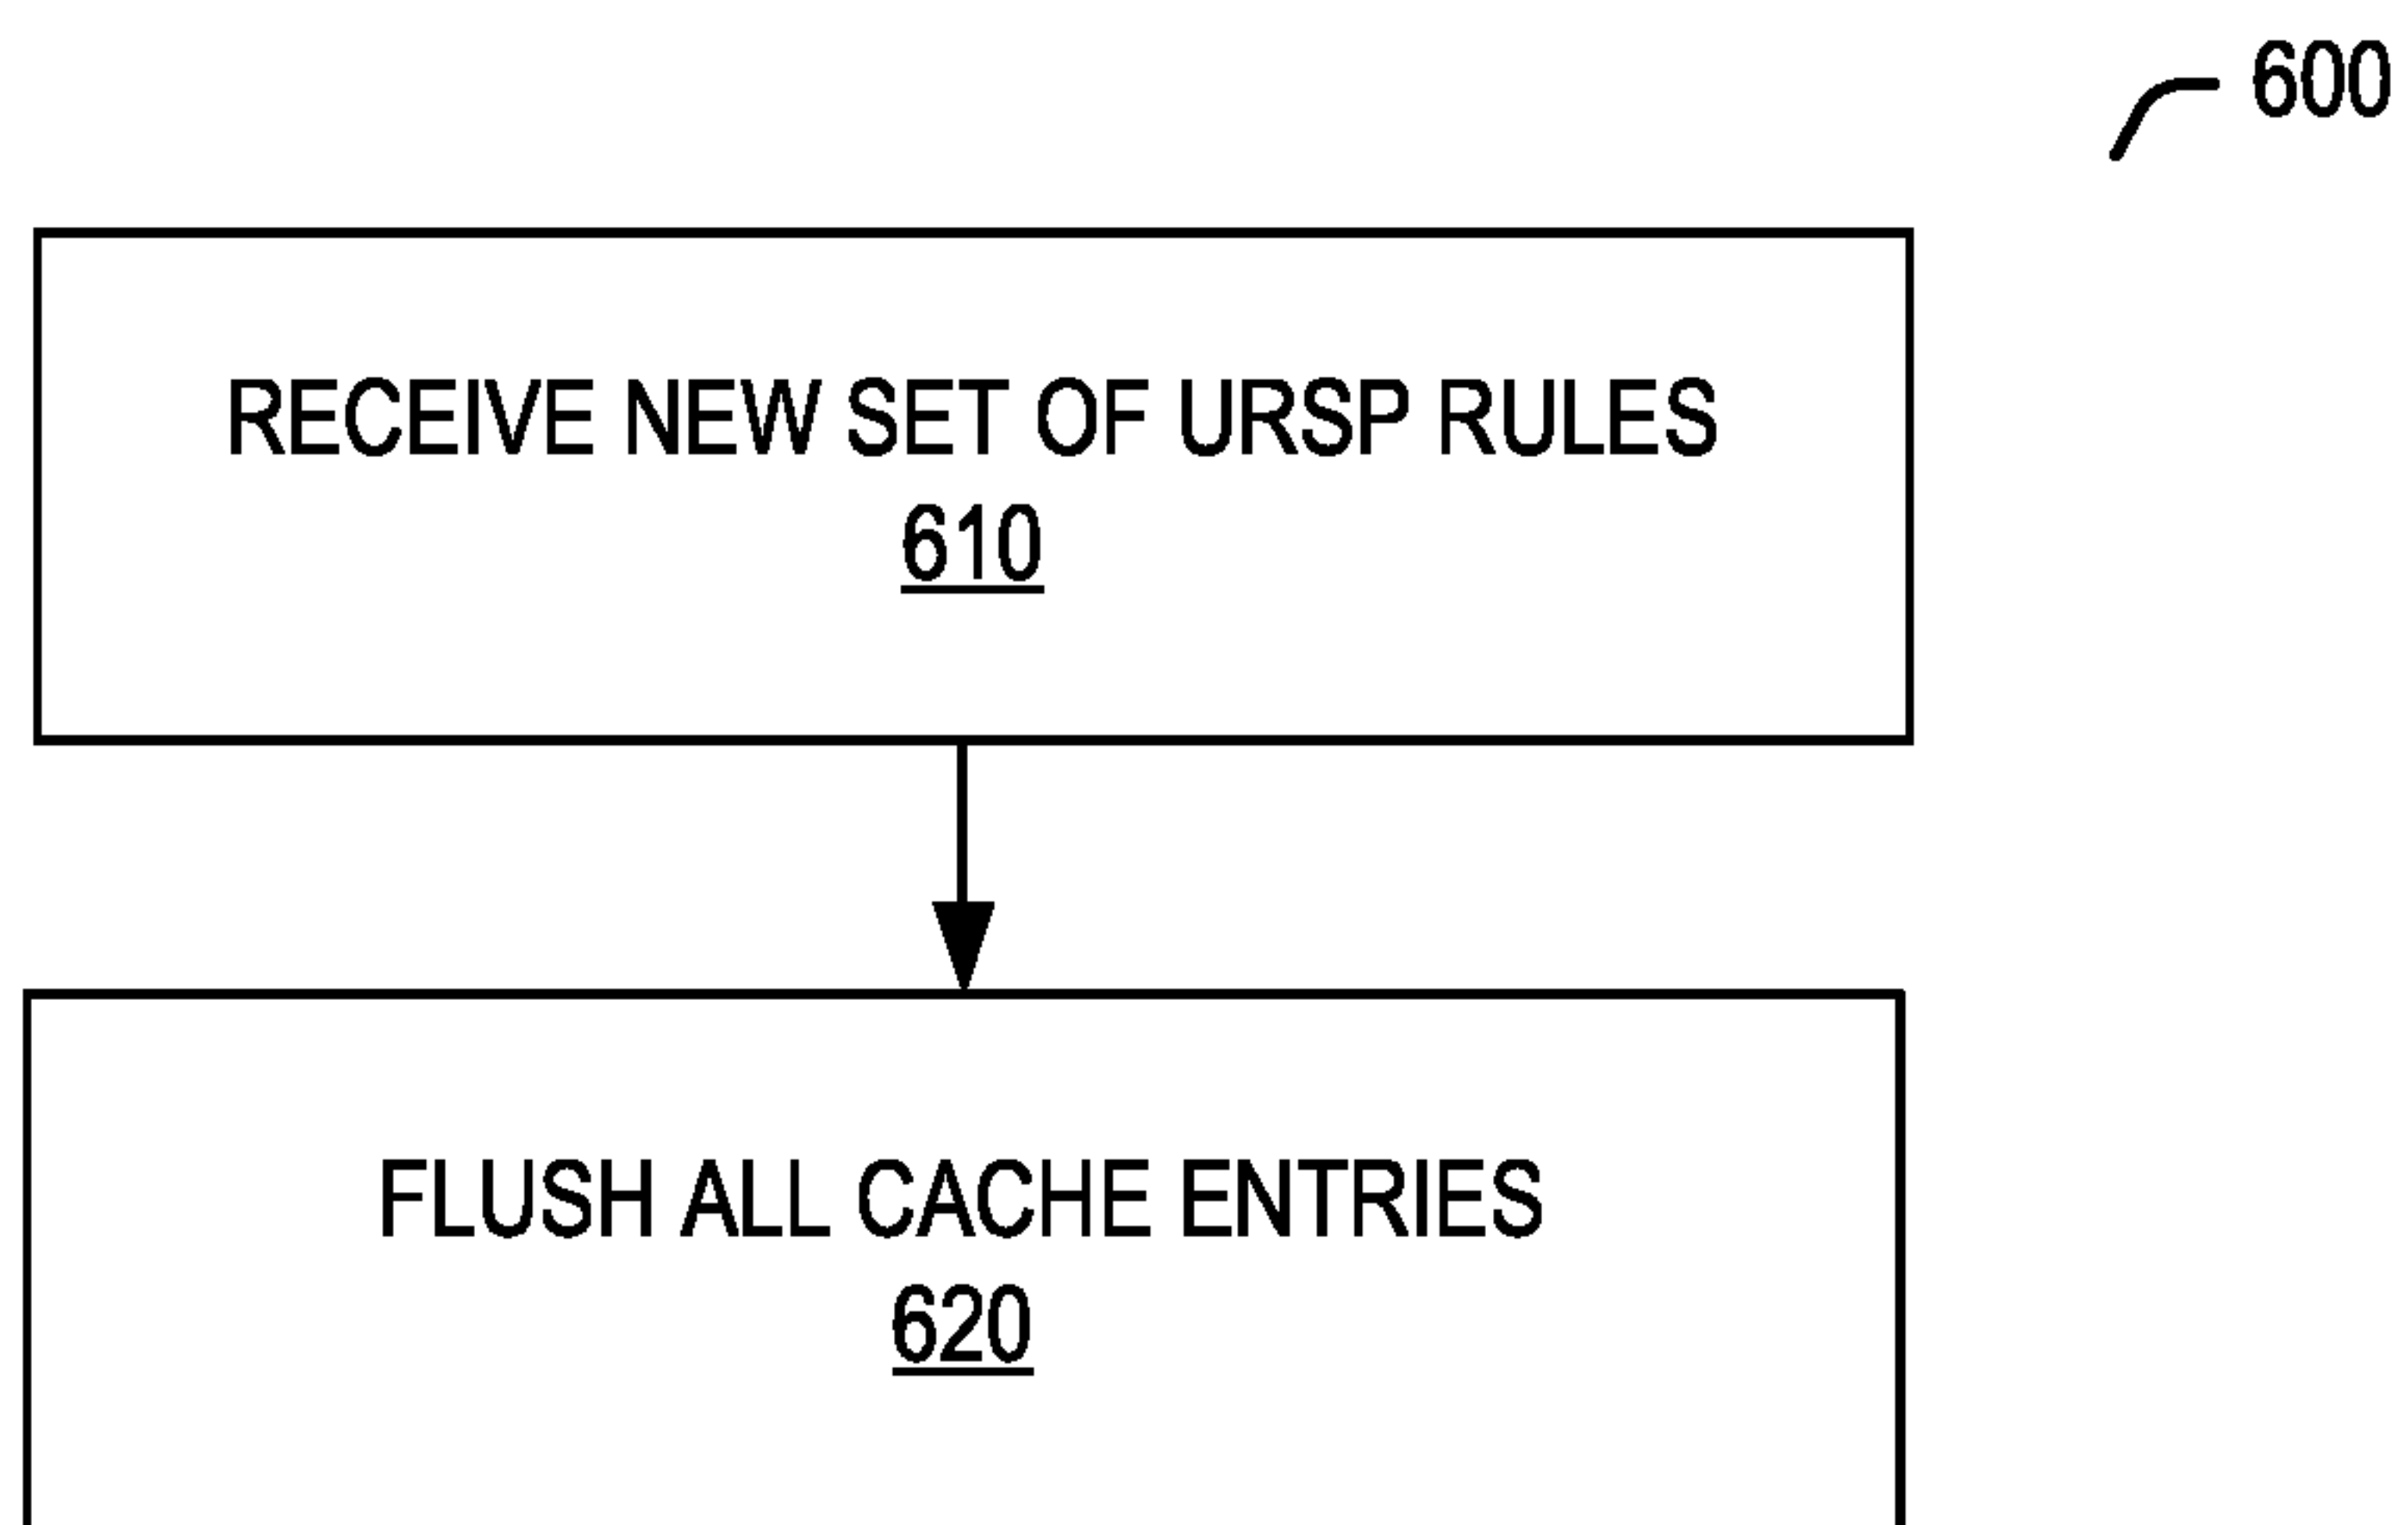 600
RECEIVE NEW SET OF URSP RULES
610
FLUSH ALL CACHE ENTRIES
620